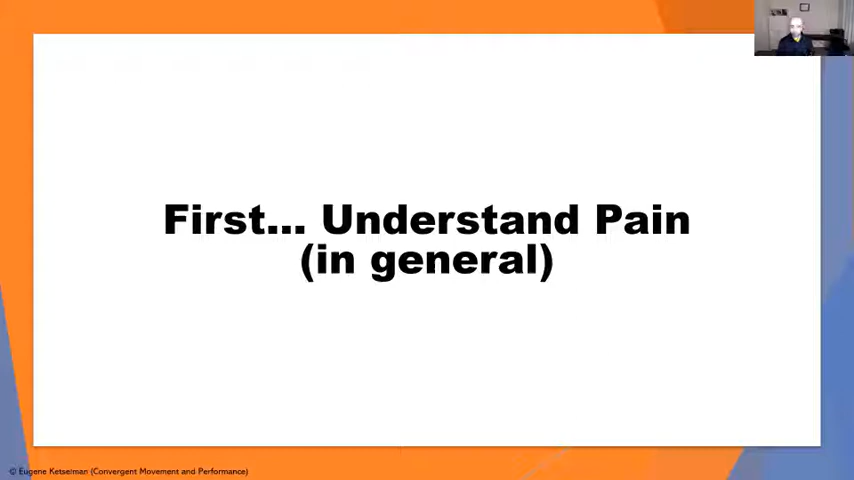 First... Understand Pain
(in general)
© Eugene Ketselman (Convergent Movement and Performance)